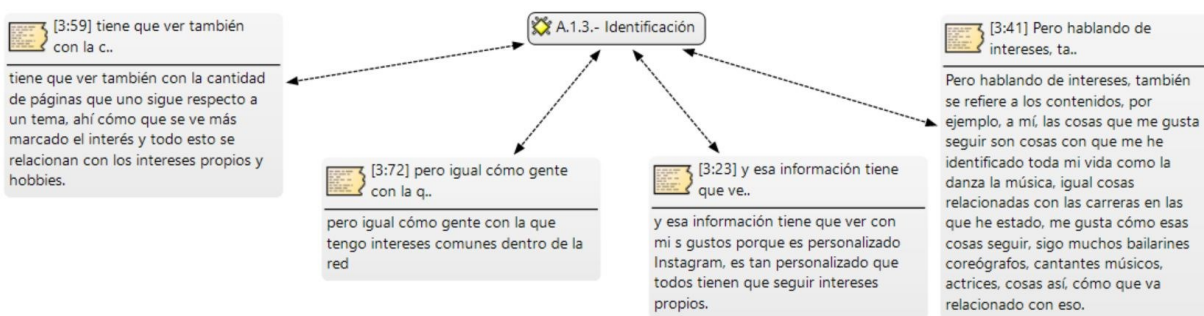 A.1.3.- Identificación
[3:59] tiene que ver también
con la c..
tiene que ver también con la cantidad
de páginas que uno sigue respecto a
un tema, ahí cómo que se ve más
marcado el interés y todo esto se
relacionan con los intereses propios y
hobbies.
[3:72] pero igual cómo gente
con la q..
pero igual cómo gente con la que
tengo intereses comunes dentro de la
red
[3:23] y esa información tiene
que ve..
y esa información tiene que ver con
mi s gustos porque es personalizado
Instagram, es tan personalizado que
todos tienen que seguir intereses
propios.
[3:41] Pero hablando de
intereses, ta..
Pero hablando de intereses, también
se refiere a los contenidos, por
ejemplo, a mí, las cosas que me gusta
seguir son cosas con que me he
identificado toda mi vida como la
danza la música, igual cosas
relacionadas con las carreras en las
que he estado, me gusta cómo esas
cosas seguir, sigo muchos bailarines
coreógrafos, cantantes músicos,
actrices, cosas así, cómo que va
relacionado con eso.